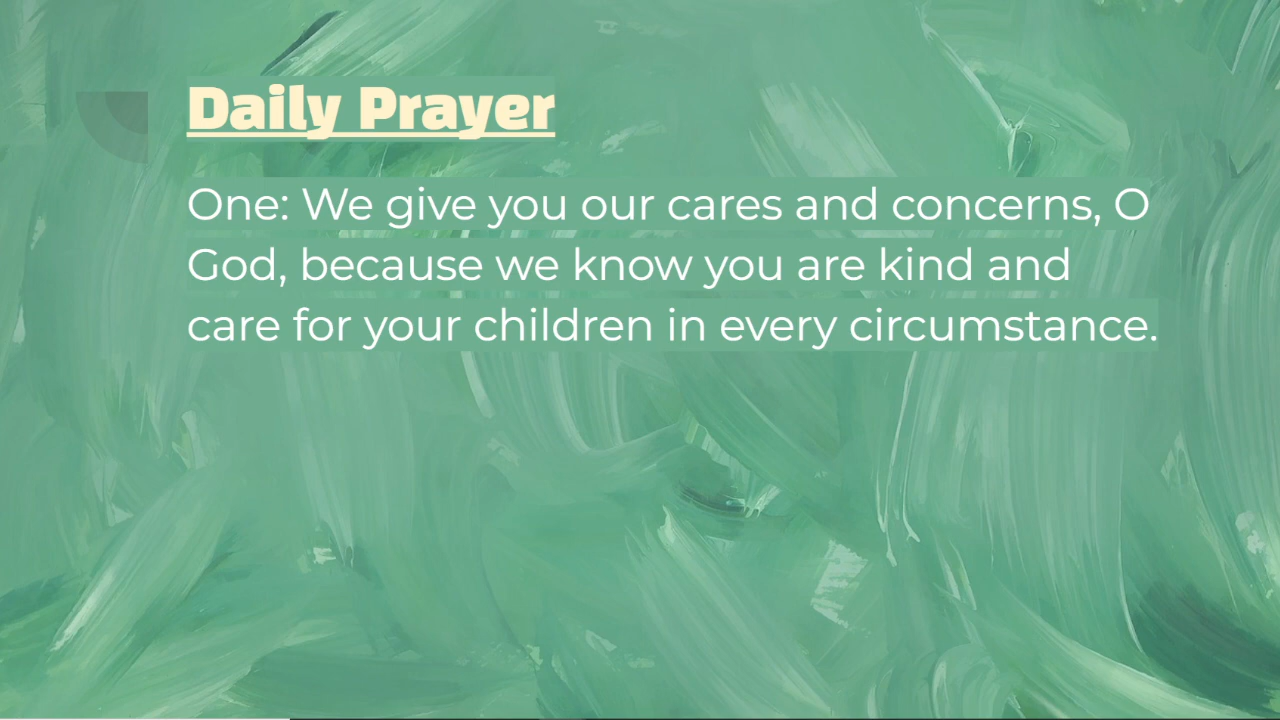 Daily Prayer
One: We give you our cares and concerns, O
God, because we know you are kind and
care for your children in every circumstance.